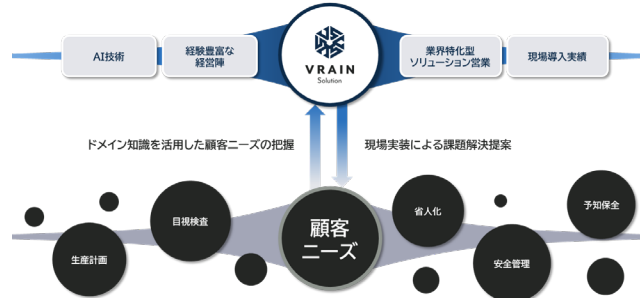 AI技術
経験豊富な
経営陣
VRAIN
Solution
業界特化型
ソリューション営業
現場導入実績
ドメイン知識を活用した顧客ニーズの把握
現場実装による課題解決提案
生産計画
目視検査
顧客
ニーズ
省人化
安全管理
予知保全